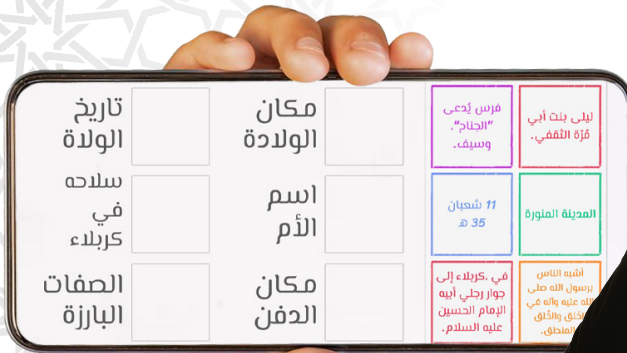 ليلى بنت أبي
مُرّة الثقفي.
فرس يُدعى
"الجناح"،
وسيف.
مكان
الولادة
تاريخ
الولاة
المدينة المنورة
11 شعبان
35 هـ
اسم
الأم
سلاحه
في
كربلاء
أشبه الناس
برسول الله صلى
الله عليه وآله في
الخَلق والخُلق
والمنطق.
في .كربلاء إلى
جوار رجلي أبيه
الإمام الحسين
عليه السلام.
مكان
الدفن
الصفات
البارزة